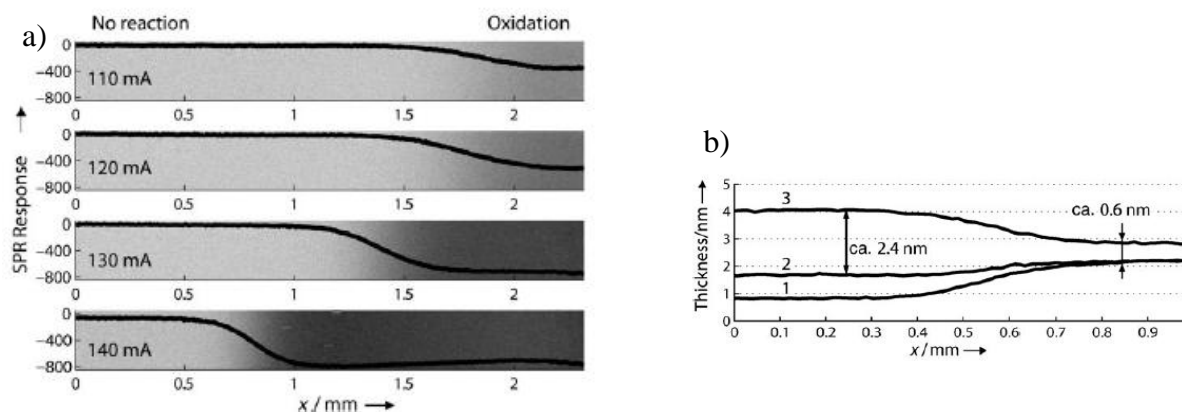 a)
No reaction Oxidation
SPR Response
0
−400
−800
110 mA
0 0.5 1 1.5 2
0
−400
−800
120 mA
0 0.5 1 1.5 2
0
−400
−800
130 mA
0 0.5 1 1.5 2
0
−400
−800
140 mA
0 0.5 1 1.5 2
x / mm
b)
Thickness/nm
5
4
3
2
1
0
3
2
1
ca. 2.4 nm
ca. 0.6 nm
0 0.1 0.2 0.3 0.4 0.5 0.6 0.7 0.8 0.9
x/mm